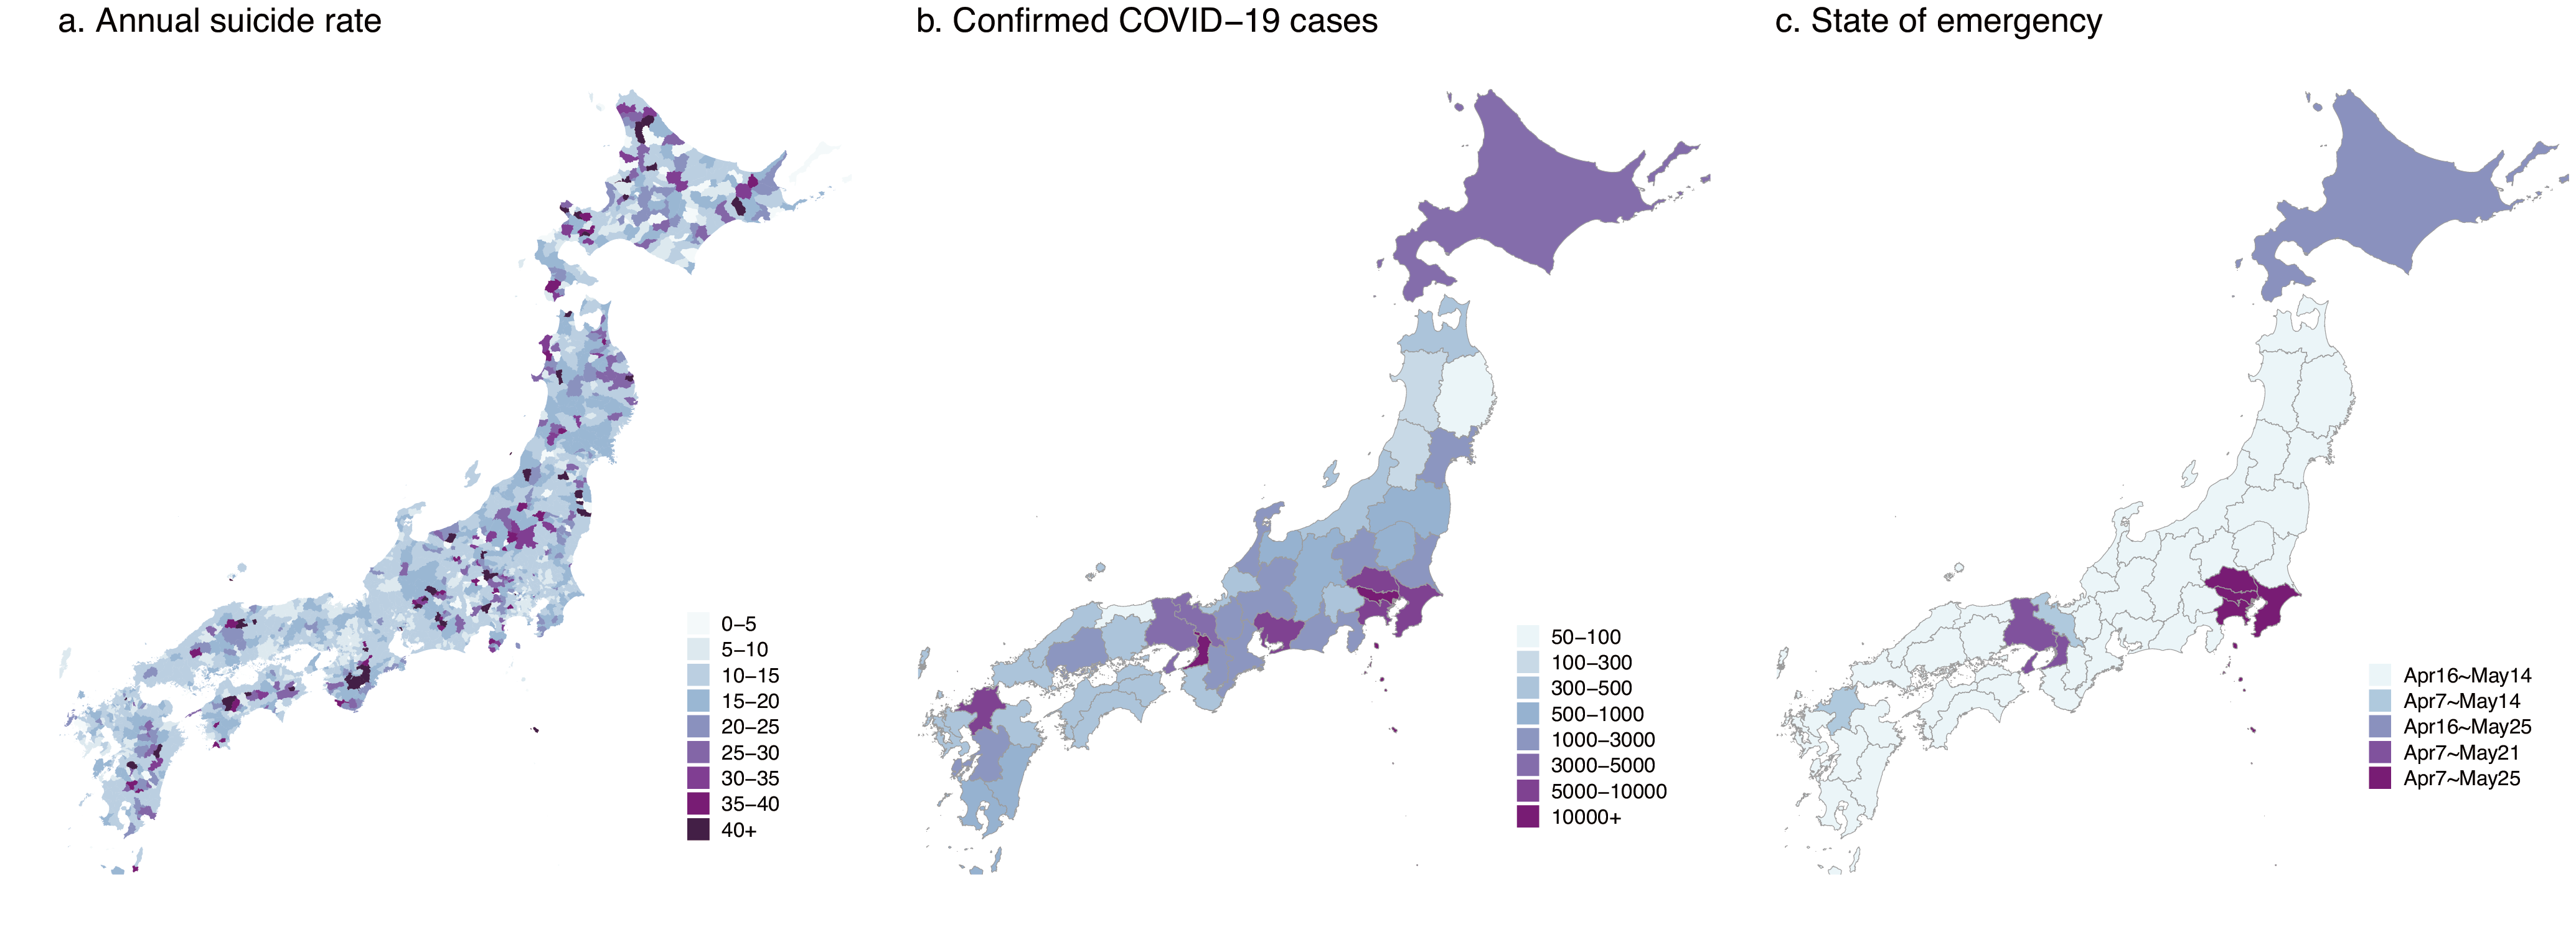 a. Annual suicide rate
0−5
5−10
10−15
15−20
20−25
25−30
30−35
35−40
40+
b. Confirmed COVID−19 cases
50−100
100−300
300−500
500−1000
1000−3000
3000−5000
5000−10000
10000+
c. State of emergency
Apr16~May14
Apr7~May14
Apr16~May25
Apr7~May21
Apr7~May25